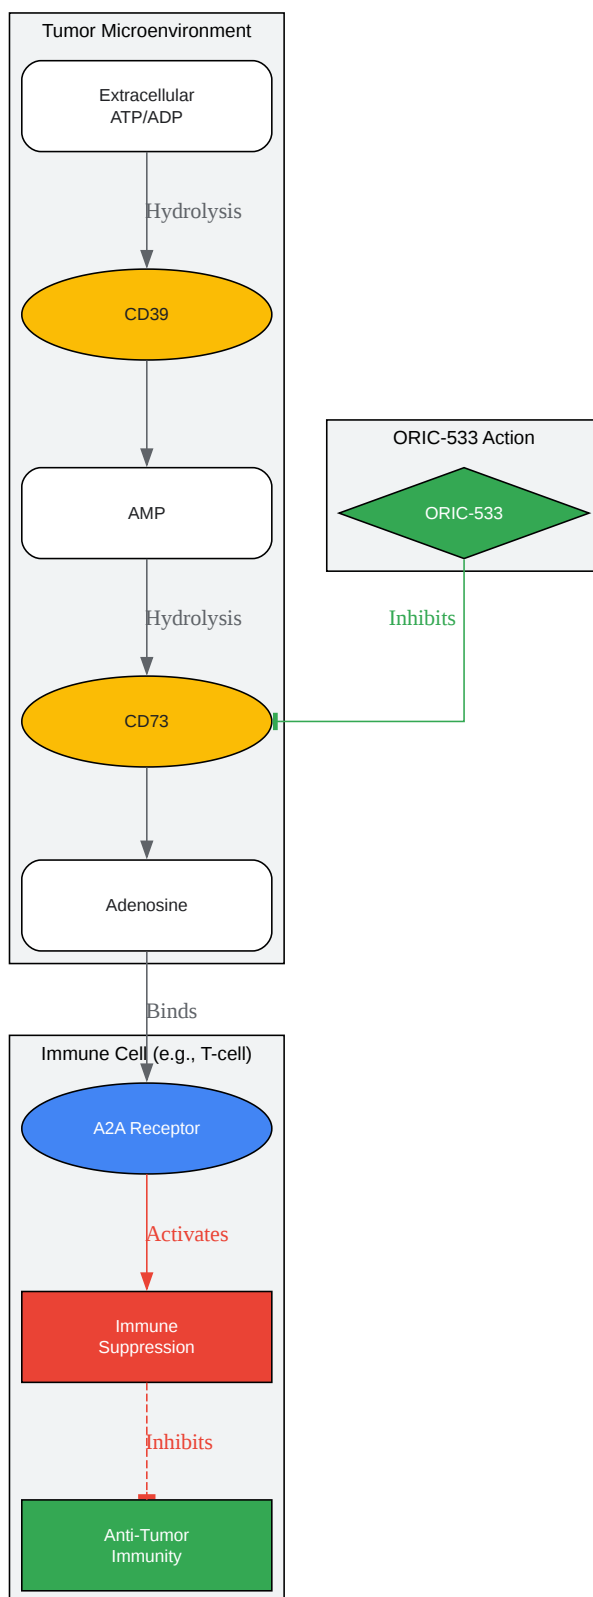 Tumor Microenvironment
Extracellular
ATP/ADP
Hydrolysis
CD39
AMP
ORIC-533 Action
ORIC-533
Hydrolysis
Inhibits
CD73
Adenosine
Binds
Immune Cell (e.g., T-cell)
A2A Receptor
Activates
Immune
Suppression
Inhibits
Anti-Tumor
Immunity